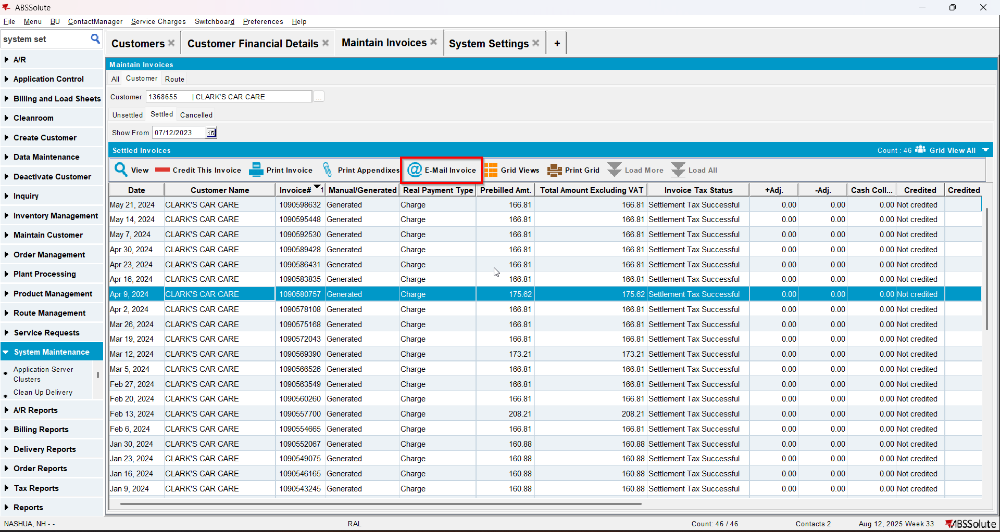 ABSSolute
File Menu BU ContactManager Service Charges Switchboard Preferences Help
system set
Customers Customer Financial Details Maintain Invoices System Settings +
A/R
Application Control
Billing and Load Sheets
Cleanroom
Create Customer
Data Maintenance
Deactivate Customer
Inquiry
Inventory Management
Maintain Customer
Order Management
Plant Processing
Product Management
Route Management
Service Requests
System Maintenance
Application Server
Clusters
Clean Up Delivery
A/R Reports
Billing Reports
Delivery Reports
Order Reports
Tax Reports
Reports
Maintain Invoices
All Customer Route
Customer 1368655 | CLARK'S CAR CARE ...
Unsettled Settled Cancelled
Show From 07/12/2023 16
Settled Invoices Count : 46 Grid View All
View Credit This Invoice Print Invoice Print Appendixes @ E-Mail Invoice Grid Views Print Grid Load More Load All
Date Customer Name Invoice# 1 Manual/Generated Real Payment Type Prebilled Amt. Total Amount Excluding VAT Invoice Tax Status +Adj. -Adj. Cash Coll... Credited Credited
May 21, 2024 CLARK'S CAR CARE 1090598632 Generated Charge 166.81 166.81 Settlement Tax Successful 0.00 0.00 0.00 Not credited
May 14, 2024 CLARK'S CAR CARE 1090595448 Generated Charge 166.81 166.81 Settlement Tax Successful 0.00 0.00 0.00 Not credited
May 7, 2024 CLARK'S CAR CARE 1090592530 Generated Charge 166.81 166.81 Settlement Tax Successful 0.00 0.00 0.00 Not credited
Apr 30, 2024 CLARK'S CAR CARE 1090589428 Generated Charge 166.81 166.81 Settlement Tax Successful 0.00 0.00 0.00 Not credited
Apr 23, 2024 CLARK'S CAR CARE 1090586431 Generated Charge 166.81 166.81 Settlement Tax Successful 0.00 0.00 0.00 Not credited
Apr 16, 2024 CLARK'S CAR CARE 1090583835 Generated Charge 166.81 166.81 Settlement Tax Successful 0.00 0.00 0.00 Not credited
Apr 9, 2024 CLARK'S CAR CARE 1090580757 Generated Charge 175.62 175.62 Settlement Tax Successful 0.00 0.00 0.00 Not credited
Apr 2, 2024 CLARK'S CAR CARE 1090578108 Generated Charge 166.81 166.81 Settlement Tax Successful 0.00 0.00 0.00 Not credited
Mar 26, 2024 CLARK'S CAR CARE 1090575168 Generated Charge 166.81 166.81 Settlement Tax Successful 0.00 0.00 0.00 Not credited
Mar 19, 2024 CLARK'S CAR CARE 1090572043 Generated Charge 166.81 166.81 Settlement Tax Successful 0.00 0.00 0.00 Not credited
Mar 12, 2024 CLARK'S CAR CARE 1090569390 Generated Charge 173.21 173.21 Settlement Tax Successful 0.00 0.00 0.00 Not credited
Mar 5, 2024 CLARK'S CAR CARE 1090566526 Generated Charge 166.81 166.81 Settlement Tax Successful 0.00 0.00 0.00 Not credited
Feb 27, 2024 CLARK'S CAR CARE 1090563549 Generated Charge 166.81 166.81 Settlement Tax Successful 0.00 0.00 0.00 Not credited
Feb 20, 2024 CLARK'S CAR CARE 1090560260 Generated Charge 166.81 166.81 Settlement Tax Successful 0.00 0.00 0.00 Not credited
Feb 13, 2024 CLARK'S CAR CARE 1090557700 Generated Charge 208.21 208.21 Settlement Tax Successful 0.00 0.00 0.00 Not credited
Feb 6, 2024 CLARK'S CAR CARE 1090554665 Generated Charge 166.81 166.81 Settlement Tax Successful 0.00 0.00 0.00 Not credited
Jan 30, 2024 CLARK'S CAR CARE 1090552067 Generated Charge 160.88 160.88 Settlement Tax Successful 0.00 0.00 0.00 Not credited
Jan 23, 2024 CLARK'S CAR CARE 1090549075 Generated Charge 160.88 160.88 Settlement Tax Successful 0.00 0.00 0.00 Not credited
Jan 16, 2024 CLARK'S CAR CARE 1090546165 Generated Charge 160.88 160.88 Settlement Tax Successful 0.00 0.00 0.00 Not credited
Jan 9, 2024 CLARK'S CAR CARE 1090543245 Generated Charge 160.88 160.88 Settlement Tax Successful 0.00 0.00 0.00 Not credited
NASHUA, NH - - RAL Count: 46 / 46 Contacts 2 Aug 12, 2025 Week 33 ABSSolute